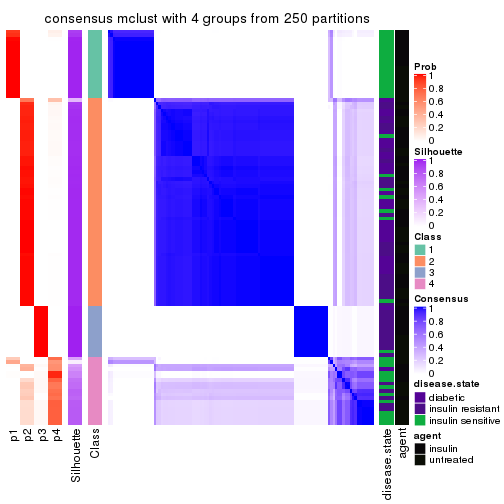 consensus mclust with 4 groups from 250 partitions
Prob
1
0.8
0.6
0.4
0.2
0
Silhouette
1
0.8
0.6
0.4
0.2
0
Class
1
2
3
4
Consensus
1
0.8
0.6
0.4
0.2
0
disease.state
diabetic
insulin resistant
insulin sensitive
agent
insulin
untreated
p1
p2
p3
p4
Silhouette
Class
disease.state
agent